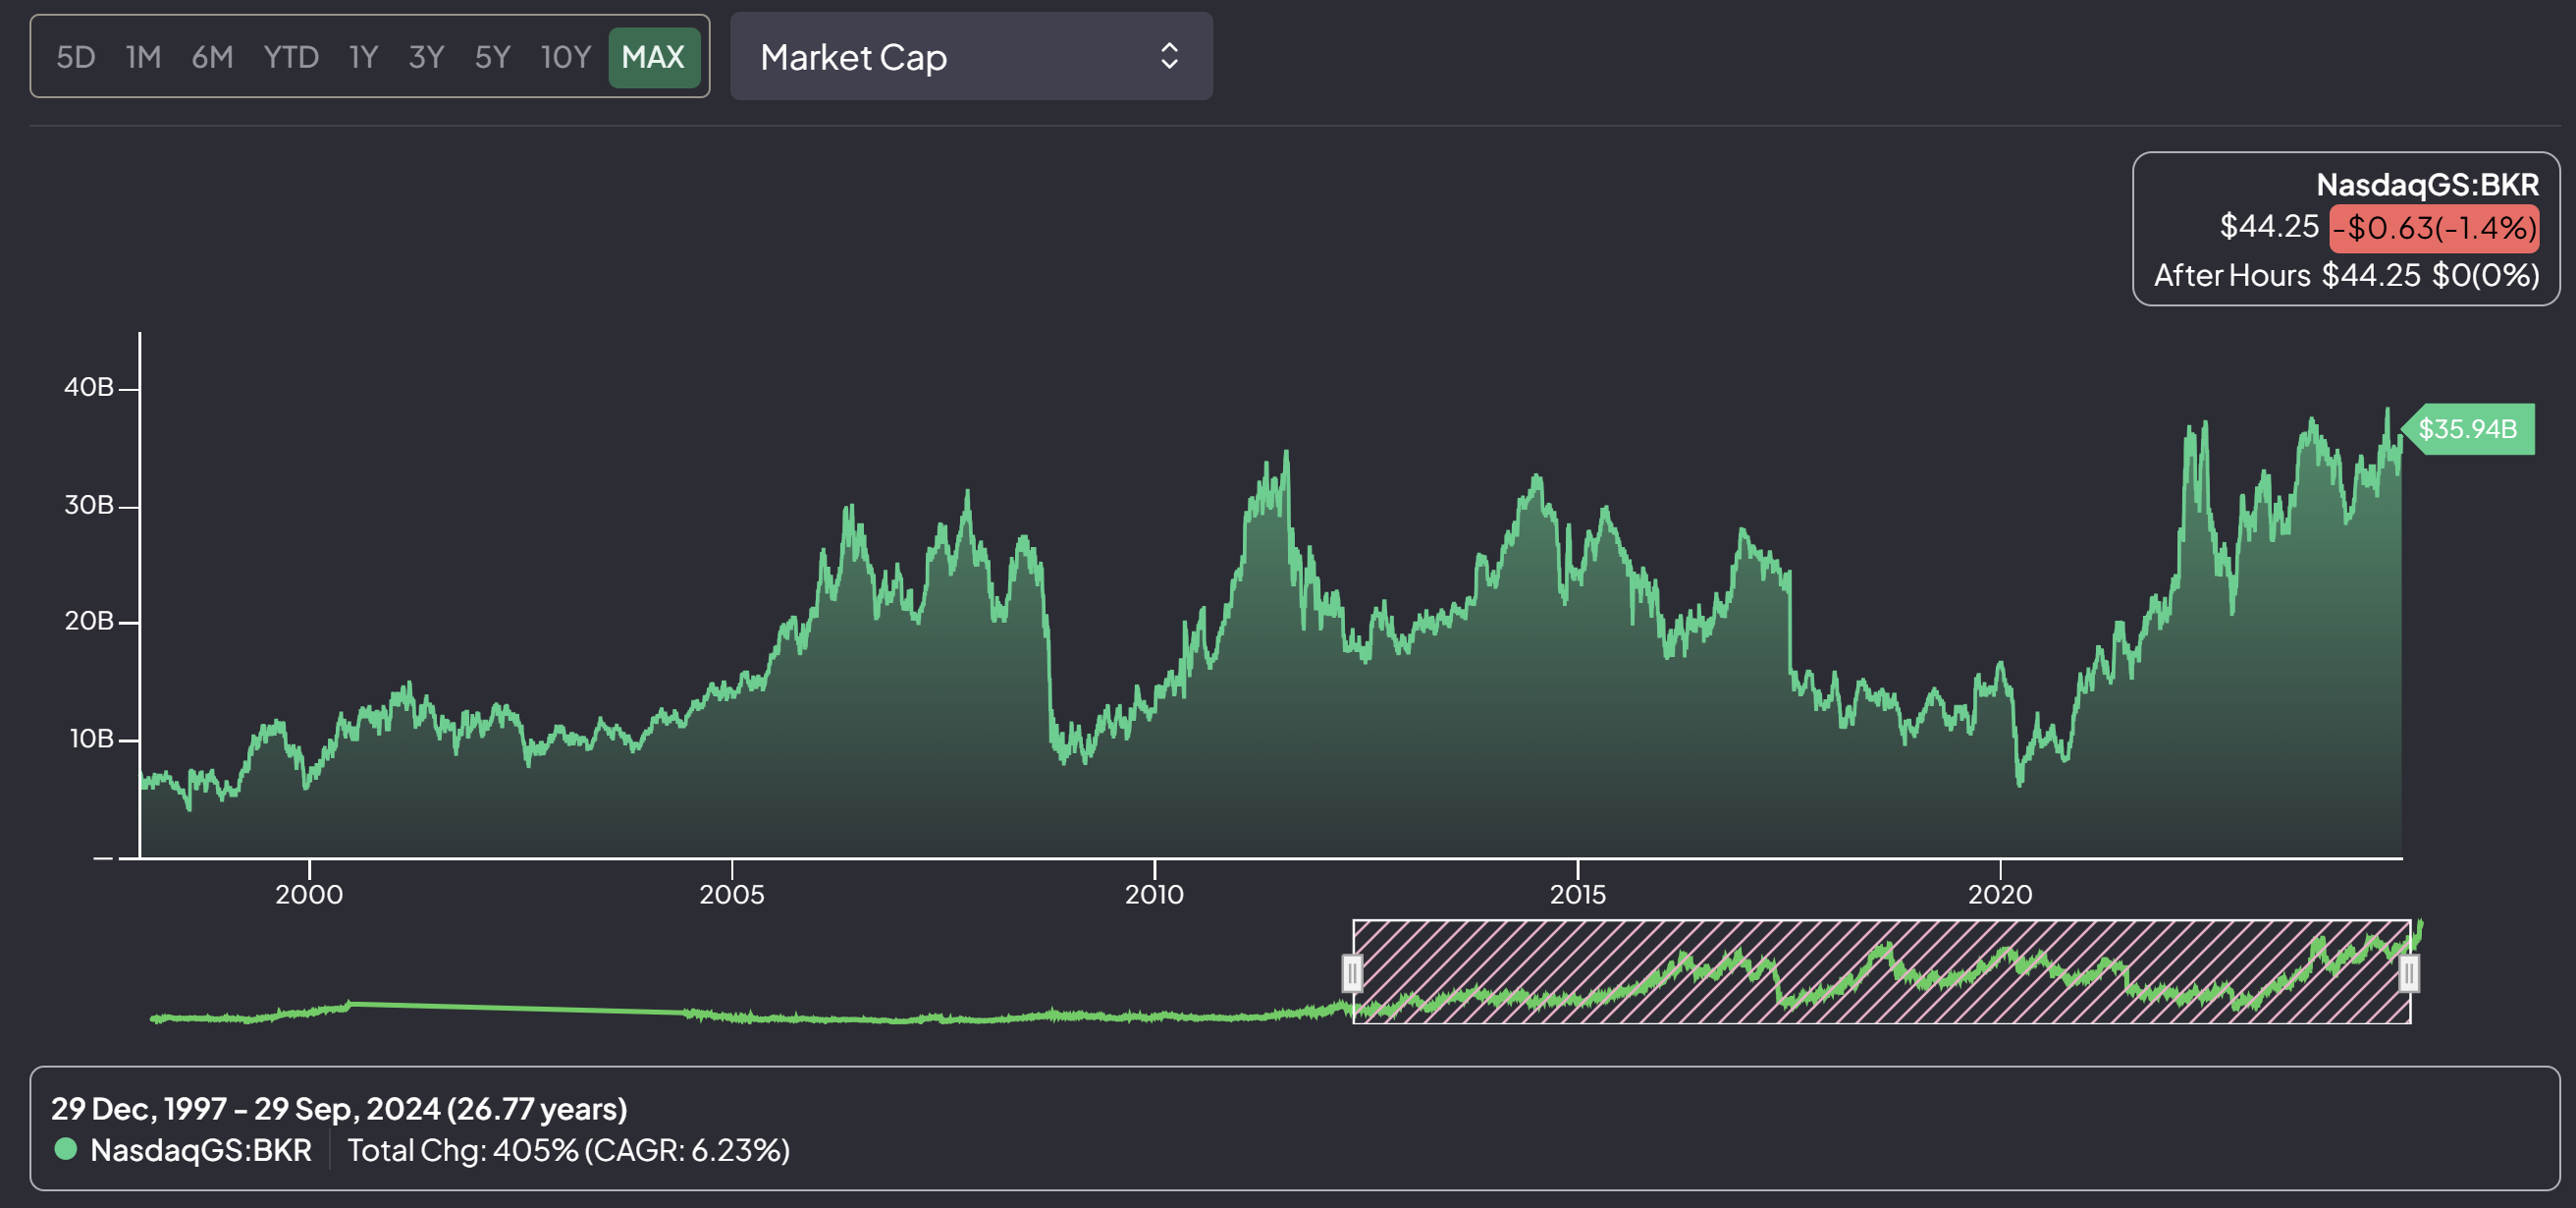 5D 1M 6M YTD 1Y 3Y 5Y 10Y MAX
Market Cap
NasdaqGS:BKR
$44.25 -$0.63(-1.4%)
After Hours $44.25 $0(0%)
40B
$35.94B
30B
20B
10B
—
2000 2005 2010 2015 2020
29 Dec, 1997 - 29 Sep, 2024 (26.77 years)
NasdaqGS:BKR Total Chg: 405% (CAGR: 6.23%)